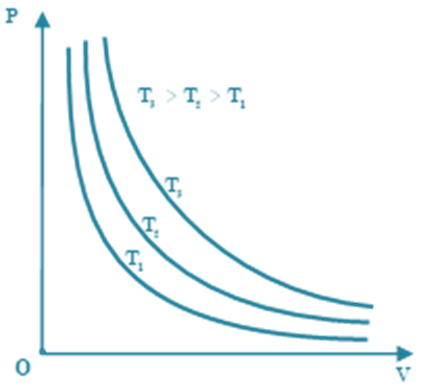 P
T₃ > T₂ > T₁
T₃
T₂
T₁
O
V